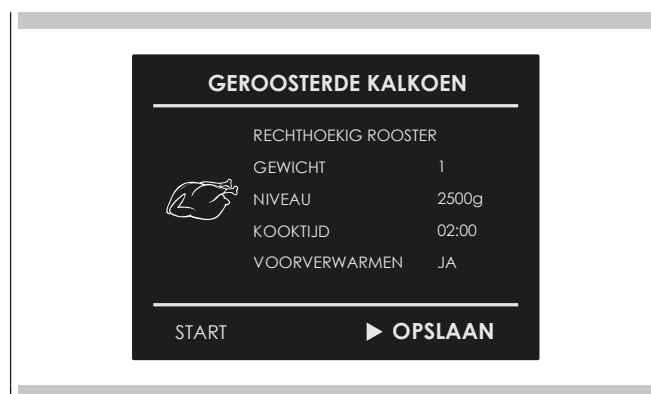 GEROOSTERDE KALKOEN
RECHTHOEKIG ROOSTER
GEWICHT 1
NIVEAU 2500g
KOOKTIJD 02:00
VOORVERWARMEN JA
START ▶ OPSLAAN